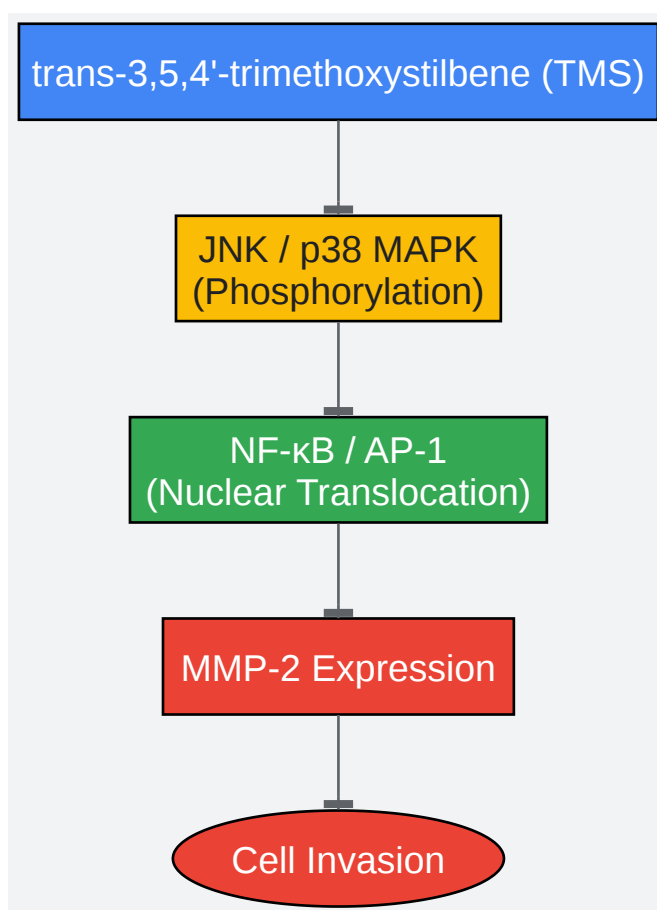 trans-3,5,4'-trimethoxystilbene (TMS)
JNK / p38 MAPK
(Phosphorylation)
NF-κB / AP-1
(Nuclear Translocation)
MMP-2 Expression
Cell Invasion